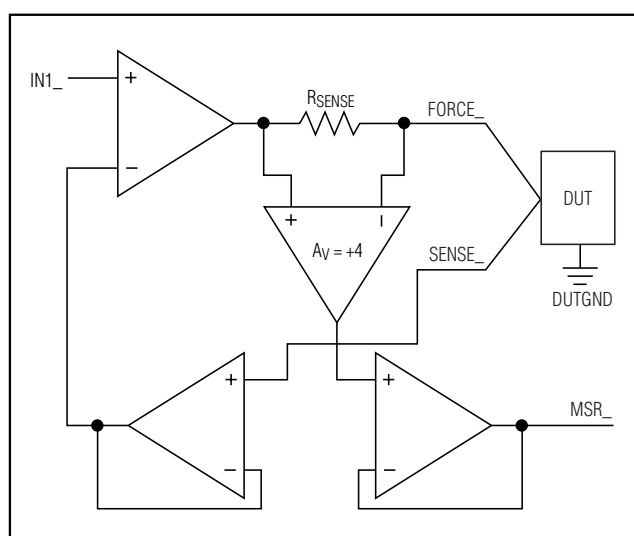 IN1_
+
−
RSENSE
FORCE_
DUT
+
−
AV = +4
SENSE_
DUTGND
+
−
+
−
MSR_